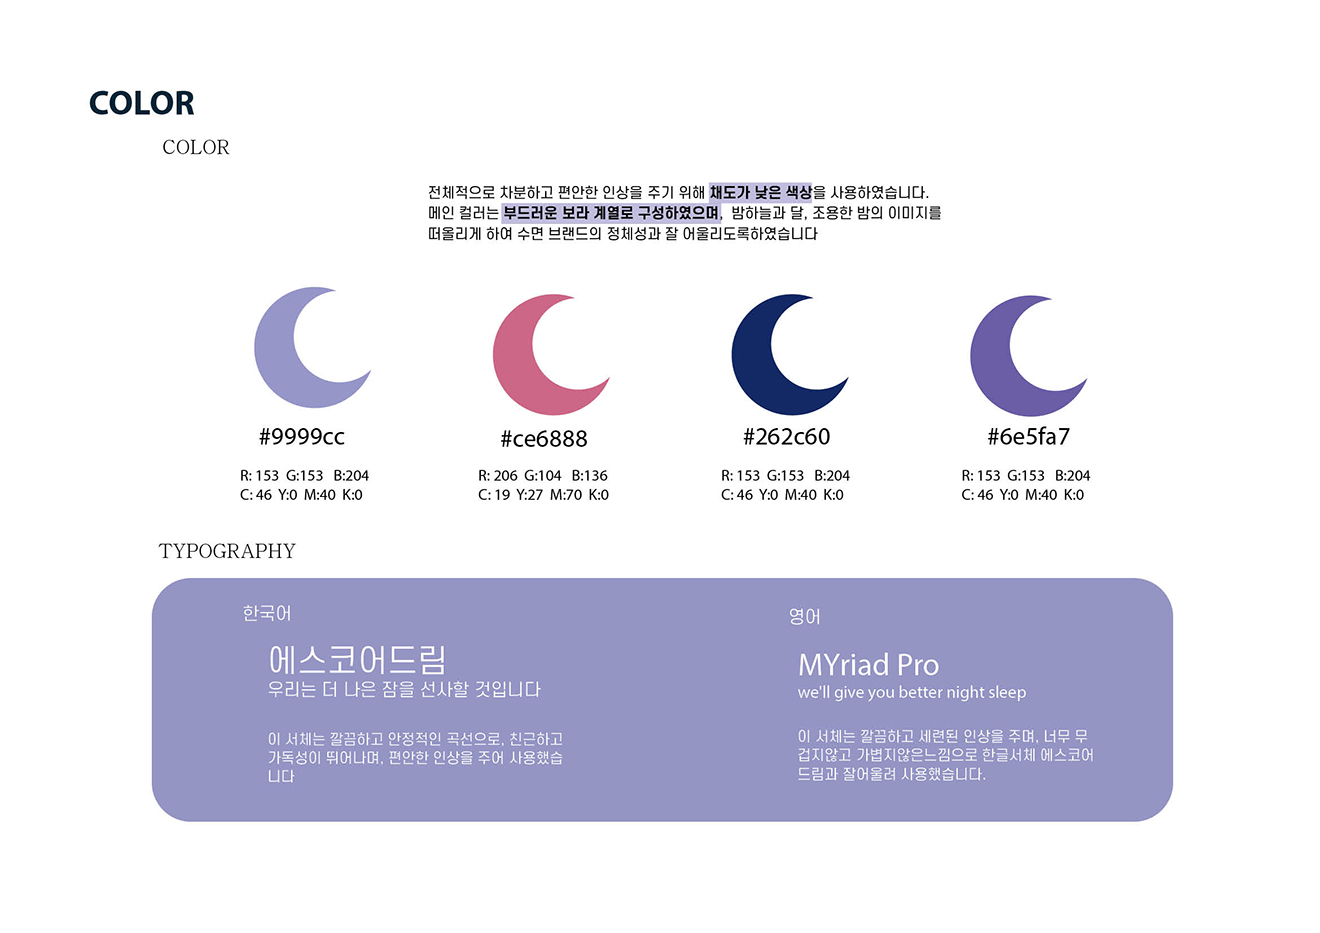 COLOR
COLOR
전체적으로 차분하고 편안한 인상을 주기 위해 채도가 낮은 색상을 사용하였습니다.
메인 컬러는 부드러운 보라 계열로 구성하였으며, 밤하늘과 달, 조용한 밤의 이미지를
떠올리게 하여 수면 브랜드의 정체성과 잘 어울리도록하였습니다
#9999cc
R: 153 G:153 B:204
C: 46 Y:0 M:40 K:0
#ce6888
R: 206 G:104 B:136
C: 19 Y:27 M:70 K:0
#262c60
R: 153 G:153 B:204
C: 46 Y:0 M:40 K:0
#6e5fa7
R: 153 G:153 B:204
C: 46 Y:0 M:40 K:0
TYPOGRAPHY
한국어
에스코어드림
우리는 더 나은 잠을 선사할 것입니다
이 서체는 깔끔하고 안정적인 곡선으로, 친근하고
가독성이 뛰어나며, 편안한 인상을 주어 사용했습
니다
영어
MYriad Pro
we'll give you better night sleep
이 서체는 깔끔하고 세련된 인상을 주며, 너무 무
겁지않고 가볍지않은느낌으로 한글서체 에스코어
드림과 잘어울려 사용했습니다.